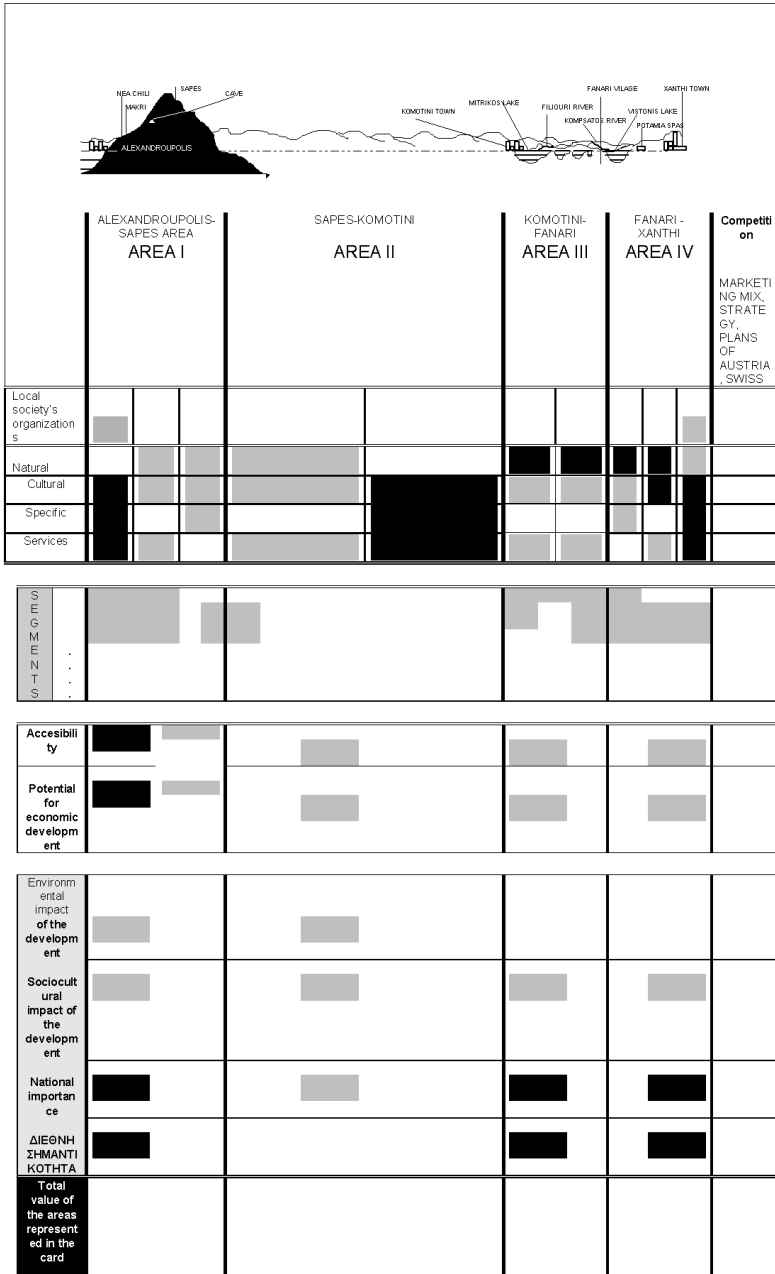 NEA CHILI
SAPES
MAKRI
CAVE
ALEXANDROUPOLIS
KOMOTINI TOWN
MITRIKOS LAKE
FILIOURI RIVER
FANARI VILAGE
KOMPSATOS RIVER
VISTONIS LAKE
XANTHI TOWN
POTAMIA SPAS
ALEXANDROUPOLIS-
SAPES AREA
AREA I
SAPES-KOMOTINI
AREA II
KOMOTINI-
FANARI
AREA III
FANARI -
XANTHI
AREA IV
Competiti
on
MARKETI
NG MIX,
STRATE
GY,
PLANS
OF
AUSTRIA
, SWISS
Local
society's
organization
s
Natural
Cultural
Specific
Services
S
E
G
M
E .
N .
T .
S .
Accesibili
ty
Potential
for
economic
developm
ent
Environm
ental
impact
of the
developm
ent
Sociocult
ural
impact of
the
developm
ent
National
importan
ce
ΔΙΕΘΝΗ
ΣΗΜΑΝΤΙ
ΚΟΤΗΤΑ
Total
value of
the areas
represent
ed in the
card